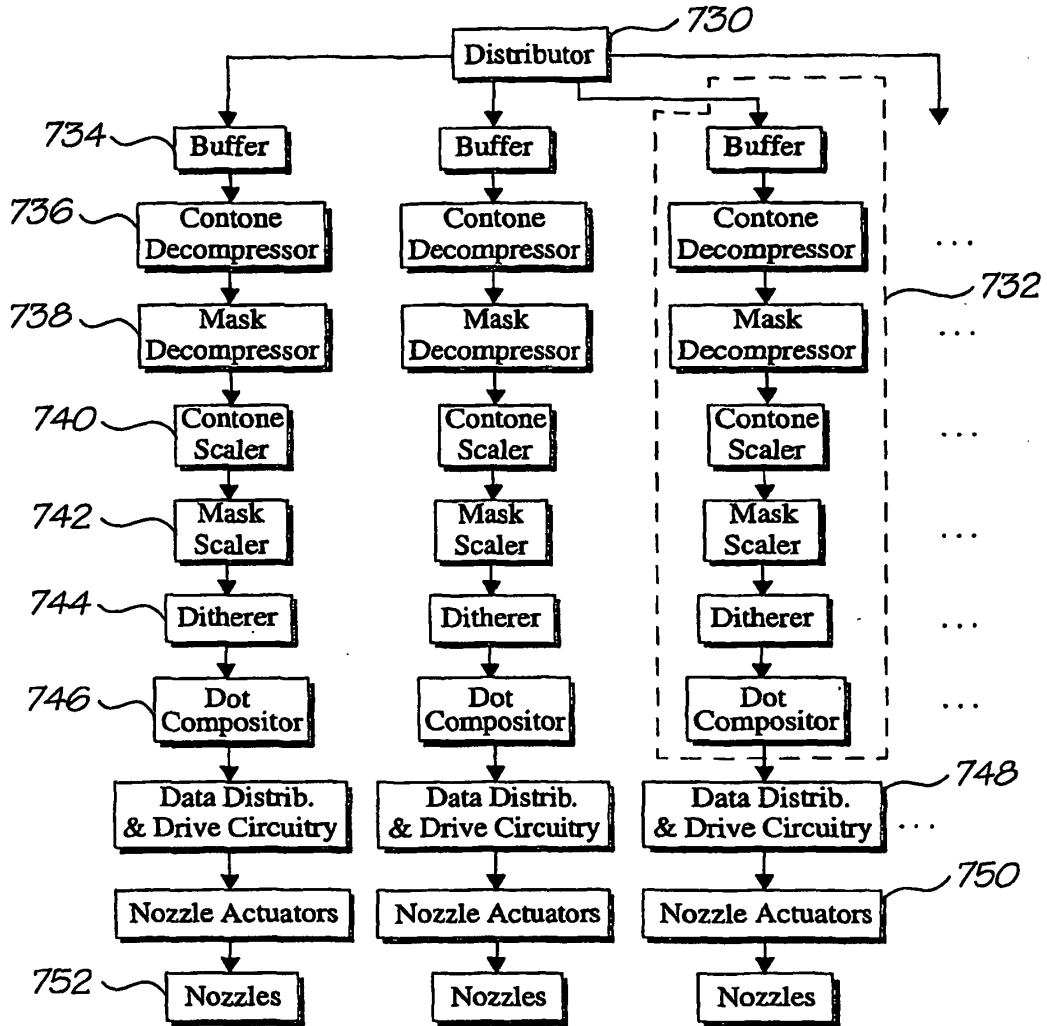 730
Distributor
734
Buffer
Buffer
Buffer
736
Contone
Decompressor
Contone
Decompressor
Contone
Decompressor
...
732
738
Mask
Decompressor
Mask
Decompressor
Mask
Decompressor
...
740
Contone
Scaler
Contone
Scaler
Contone
Scaler
...
742
Mask
Scaler
Mask
Scaler
Mask
Scaler
...
744
Ditherer
Ditherer
Ditherer
...
746
Dot
Compositor
Dot
Compositor
Dot
Compositor
...
748
Data Distrib.
& Drive Circuitry
Data Distrib.
& Drive Circuitry
Data Distrib.
& Drive Circuitry
...
750
Nozzle Actuators
Nozzle Actuators
Nozzle Actuators
752
Nozzles
Nozzles
Nozzles